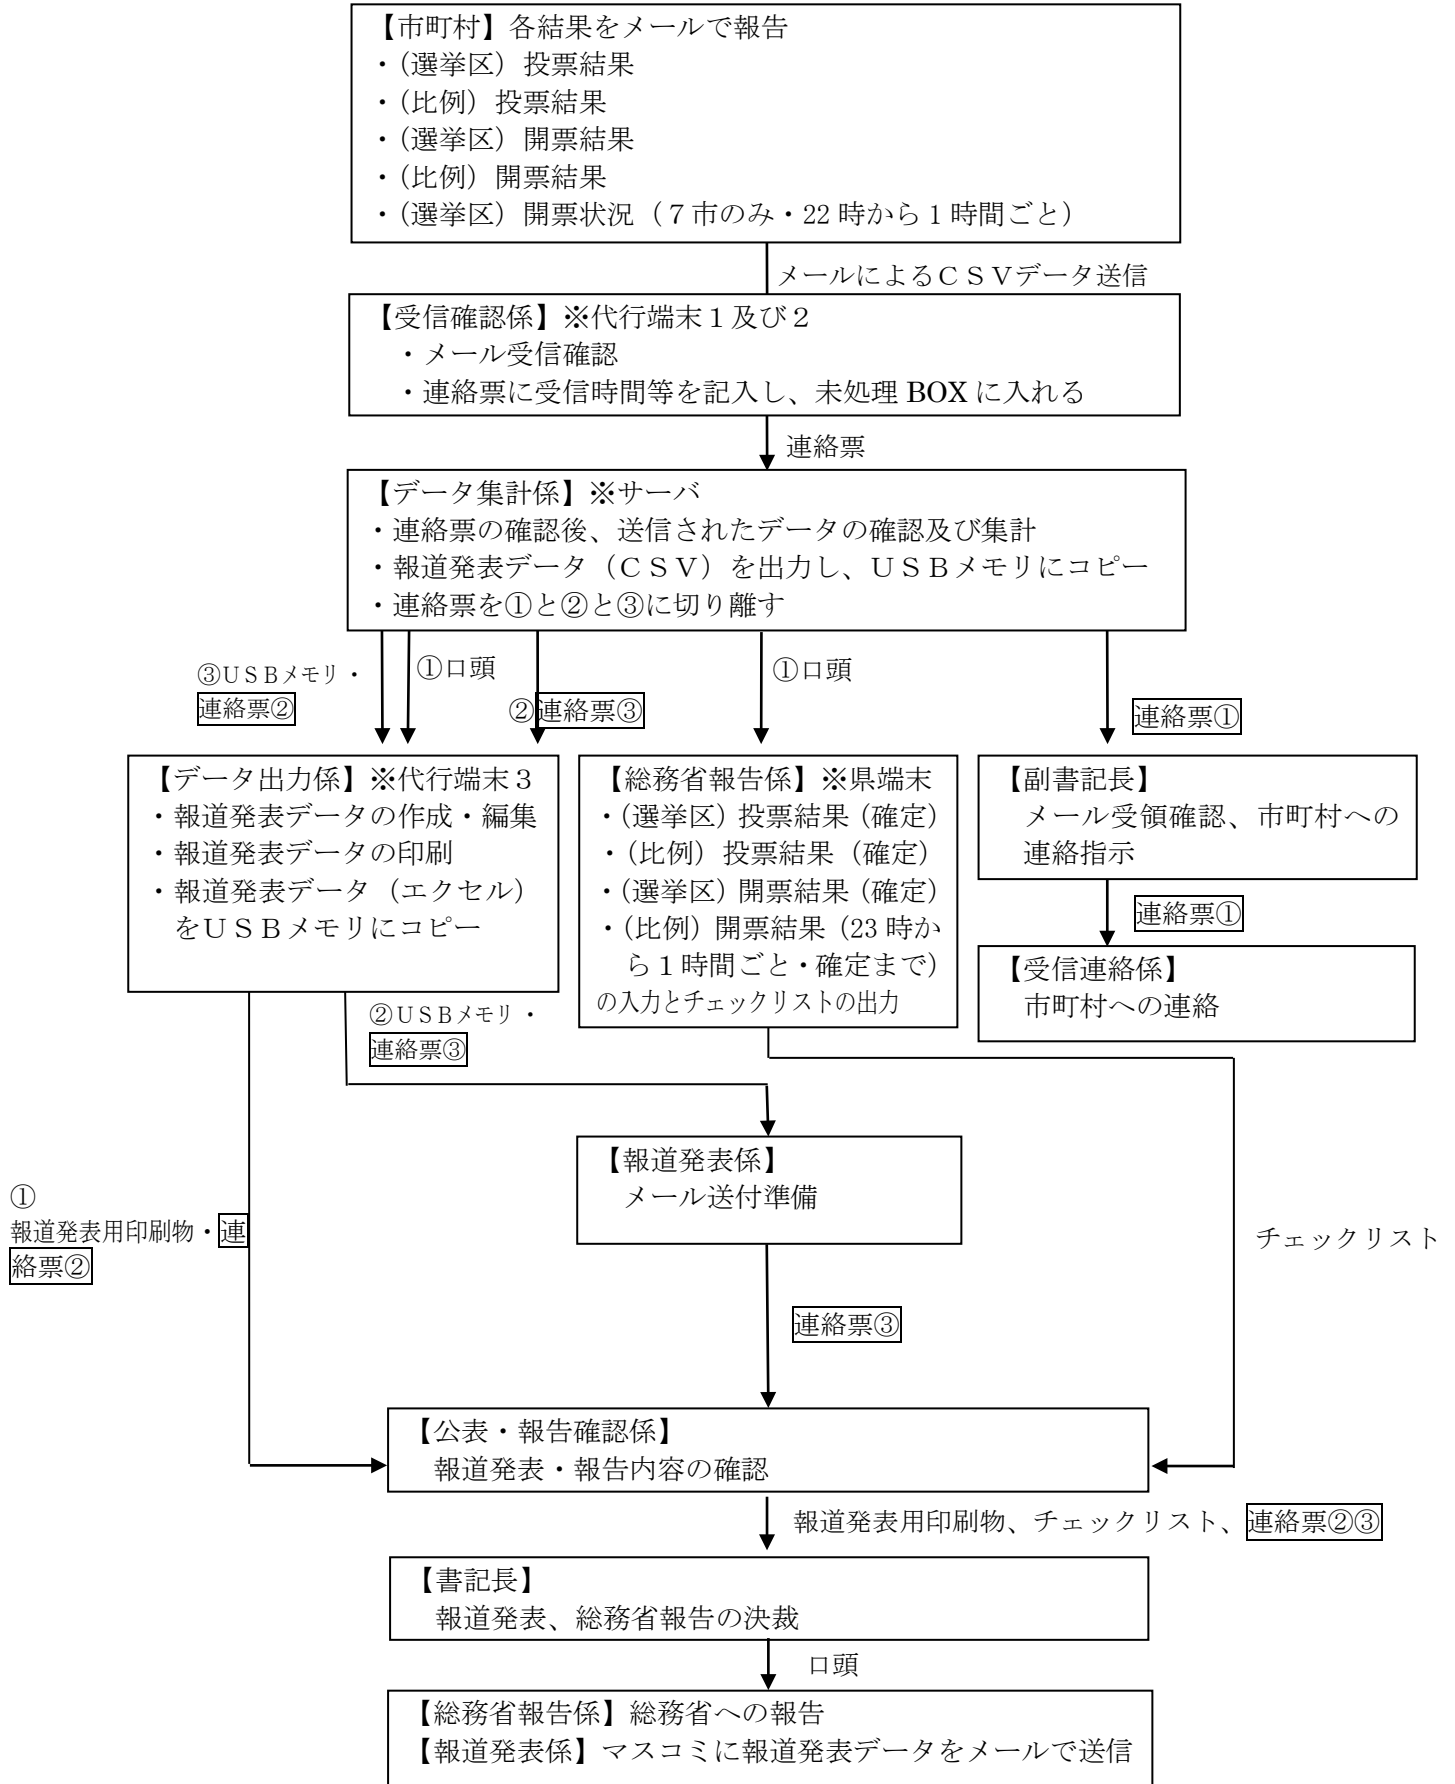 【市町村】各結果をメールで報告
・（選挙区）投票結果
・（比例）投票結果
・（選挙区）開票結果
・（比例）開票結果
・（選挙区）開票状況（７市のみ・22 時から 1 時間ごと）
メールによるＣＳＶデータ送信
【受信確認係】※代行端末１及び２
・メール受信確認
・連絡票に受信時間等を記入し、未処理 BOX に入れる
連絡票
【データ集計係】※サーバ
・連絡票の確認後、送信されたデータの確認及び集計
・報道発表データ（ＣＳＶ）を出力し、ＵＳＢメモリにコピー
・連絡票を①と②と③に切り離す
③ＵＳＢメモリ・
連絡票②
①口頭
②連絡票③
①口頭
連絡票①
【データ出力係】※代行端末３
・報道発表データの作成・編集
・報道発表データの印刷
・報道発表データ（エクセル）
をＵＳＢメモリにコピー
【総務省報告係】※県端末
・（選挙区）投票結果（確定）
・（比例）投票結果（確定）
・（選挙区）開票結果（確定）
・（比例）開票結果（23 時か
ら１時間ごと・確定まで）
の入力とチェックリストの出力
【副書記長】
メール受領確認、市町村への
連絡指示
連絡票①
【受信連絡係】
市町村への連絡
②ＵＳＢメモリ・
連絡票③
【報道発表係】
メール送付準備
①
報道発表用印刷物・連
絡票②
チェックリスト
連絡票③
【公表・報告確認係】
報道発表・報告内容の確認
報道発表用印刷物、チェックリスト、連絡票②③
【書記長】
報道発表、総務省報告の決裁
口頭
【総務省報告係】総務省への報告
【報道発表係】マスコミに報道発表データをメールで送信